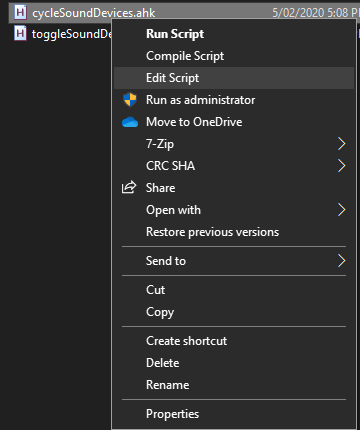 cycleSoundDevices.ahk 5/02/2020 5:08 PM
toggleSoundDe
Run Script
Compile Script
Edit Script
Run as administrator
Move to OneDrive
7-Zip
CRC SHA
Share
Open with
Restore previous versions
Send to
Cut
Copy
Create shortcut
Delete
Rename
Properties